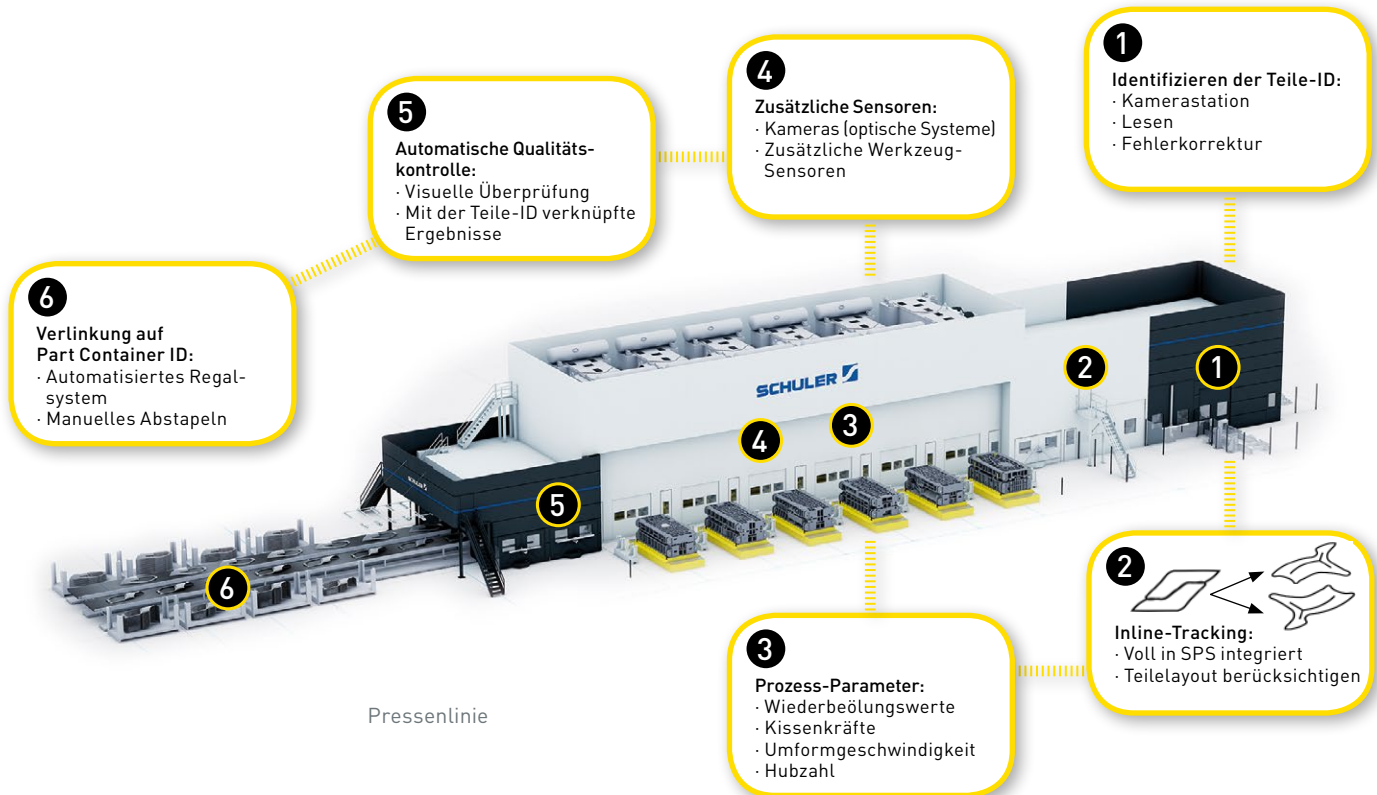 1
Identifizieren der Teile-ID:
· Kamerastation
· Lesen
· Fehlerkorrektur
4
Zusätzliche Sensoren:
· Kameras (optische Systeme)
· Zusätzliche Werkzeug-
Sensoren
5
Automatische Qualitäts-
kontrolle:
· Visuelle Überprüfung
· Mit der Teile-ID verknüpfte
Ergebnisse
6
Verlinkung auf
Part Container ID:
· Automatisiertes Regal-
system
· Manuelles Abstapeln
SCHULER
2
1
4
3
SCHULER
5
6
2
Inline-Tracking:
· Voll in SPS integriert
· Teilelayout berücksichtigen
3
Prozess-Parameter:
· Wiederbeölungswerte
· Kissenkräfte
· Umformgeschwindigkeit
· Hubzahl
Pressenlinie